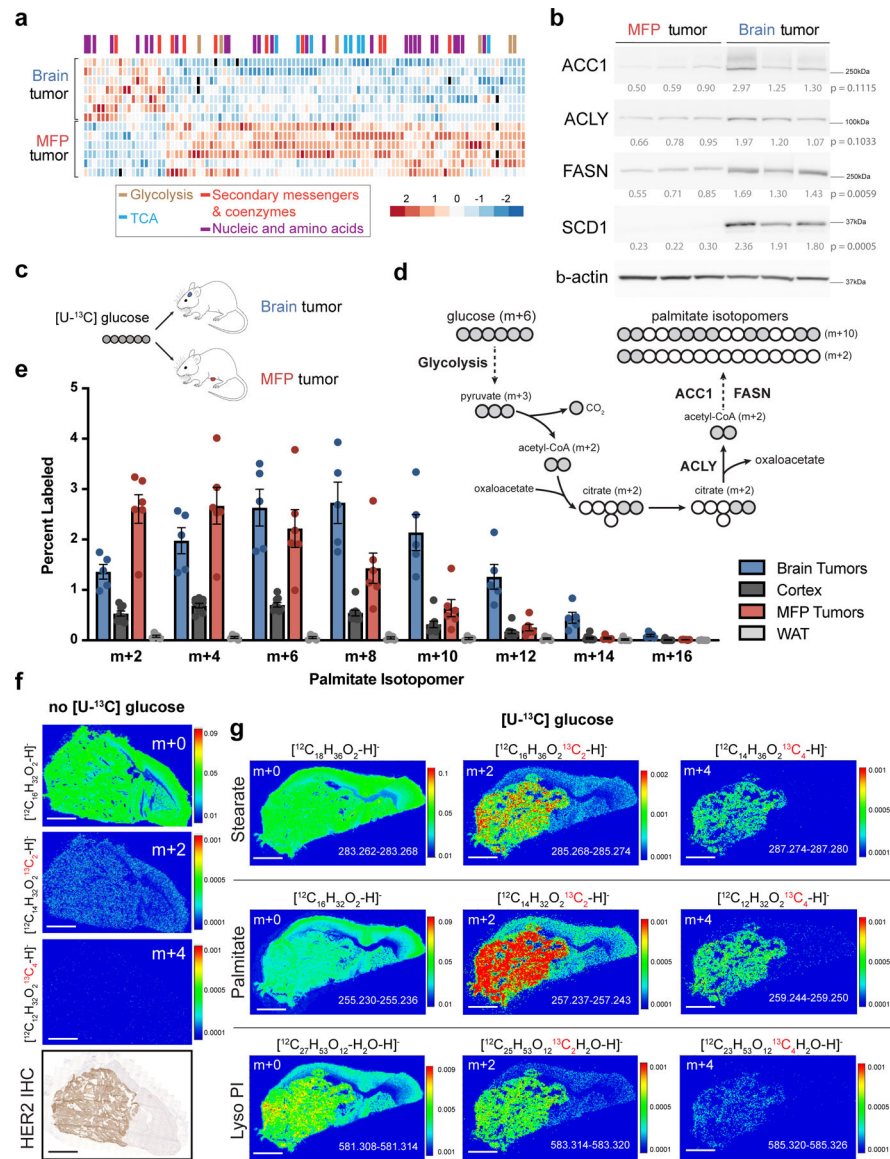 a
Brain
tumor
MFP
tumor
Glycolysis
TCA
Secondary messengers
& coenzymes
Nucleic and amino acids
2 1 0 -1 -2
b
MFP tumor Brain tumor
ACC1
250kDa
0.50 0.59 0.90 2.97 1.25 1.30 p = 0.1115
ACLY
100kDa
0.66 0.78 0.95 1.97 1.20 1.07 p = 0.1033
FASN
250kDa
0.55 0.71 0.85 1.69 1.30 1.43 p = 0.0059
SCD1
37kDa
0.23 0.22 0.30 2.36 1.91 1.80 p = 0.0005
b-actin
37kDa
c
[U-¹³C] glucose
Brain tumor
MFP tumor
d
glucose (m+6)
Glycolysis
pyruvate (m+3)
CO₂
acetyl-CoA (m+2)
oxaloacetate
citrate (m+2)
citrate (m+2)
ACLY
oxaloacetate
acetyl-CoA (m+2)
ACC1 FASN
palmitate isotopomers
(m+10)
(m+2)
e
Percent Labeled
5
4
3
2
1
0
m+2 m+4 m+6 m+8 m+10 m+12 m+14 m+16
Palmitate Isotopomer
Brain Tumors
Cortex
MFP Tumors
WAT
f
no [U-¹³C] glucose
[¹²C₁₆H₃₂O₂-H]⁻
m+0
0.09
0.05
0.01
[¹²C₁₄H₃₂O₂¹³C₂-H]⁻
m+2
0.001
0.0005
0.0001
[¹²C₁₂H₃₂O₂¹³C₄-H]⁻
m+4
0.001
0.0005
0.0001
HER2 IHC
g
[U-¹³C] glucose
Stearate
[¹²C₁₈H₃₆O₂-H]⁻
m+0
283.262-283.268
0.1
0.05
0.01
[¹²C₁₆H₃₆O₂¹³C₂-H]⁻
m+2
285.268-285.274
0.002
0.001
0.0001
[¹²C₁₄H₃₆O₂¹³C₄-H]⁻
m+4
287.274-287.280
0.001
0.0005
0.0001
Palmitate
[¹²C₁₆H₃₂O₂-H]⁻
m+0
255.230-255.236
0.09
0.05
0.01
[¹²C₁₄H₃₂O₂¹³C₂-H]⁻
m+2
257.237-257.243
0.001
0.0005
0.0001
[¹²C₁₂H₃₂O₂¹³C₄-H]⁻
m+4
259.244-259.250
0.001
0.0005
0.0001
Lyso PI
[¹²C₂₇H₅₃O₁₂-H₂O-H]⁻
m+0
581.308-581.314
0.009
0.005
0.001
[¹²C₂₅H₅₃O₁₂¹³C₂H₂O-H]⁻
m+2
583.314-583.320
0.001
0.0005
0.0001
[¹²C₂₃H₅₃O₁₂¹³C₄H₂O-H]⁻
m+4
585.320-585.326
0.001
0.0005
0.0001